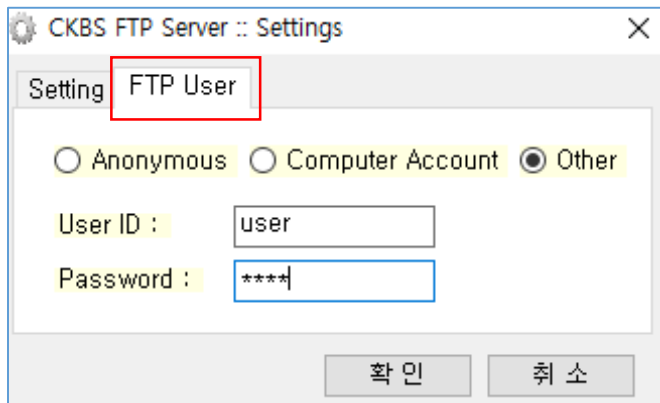 CKBS FTP Server :: Settings
Setting FTP User
Anonymous Computer Account Other
User ID : user
Password : ****
확인 취소